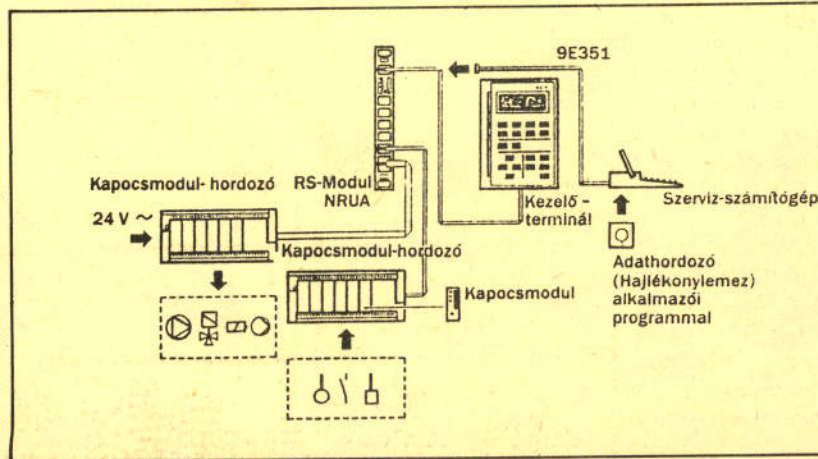 9E351
Kapocsmodul- hordozó
RS-Modul
NRUA
Kezelő-
terminál
Szerviz-számítógép
24 V ~
Kapocsmodul-hordozó
Kapocsmodul
Adathordozó
(Hajlékonylemez)
alkalmazói
programmal